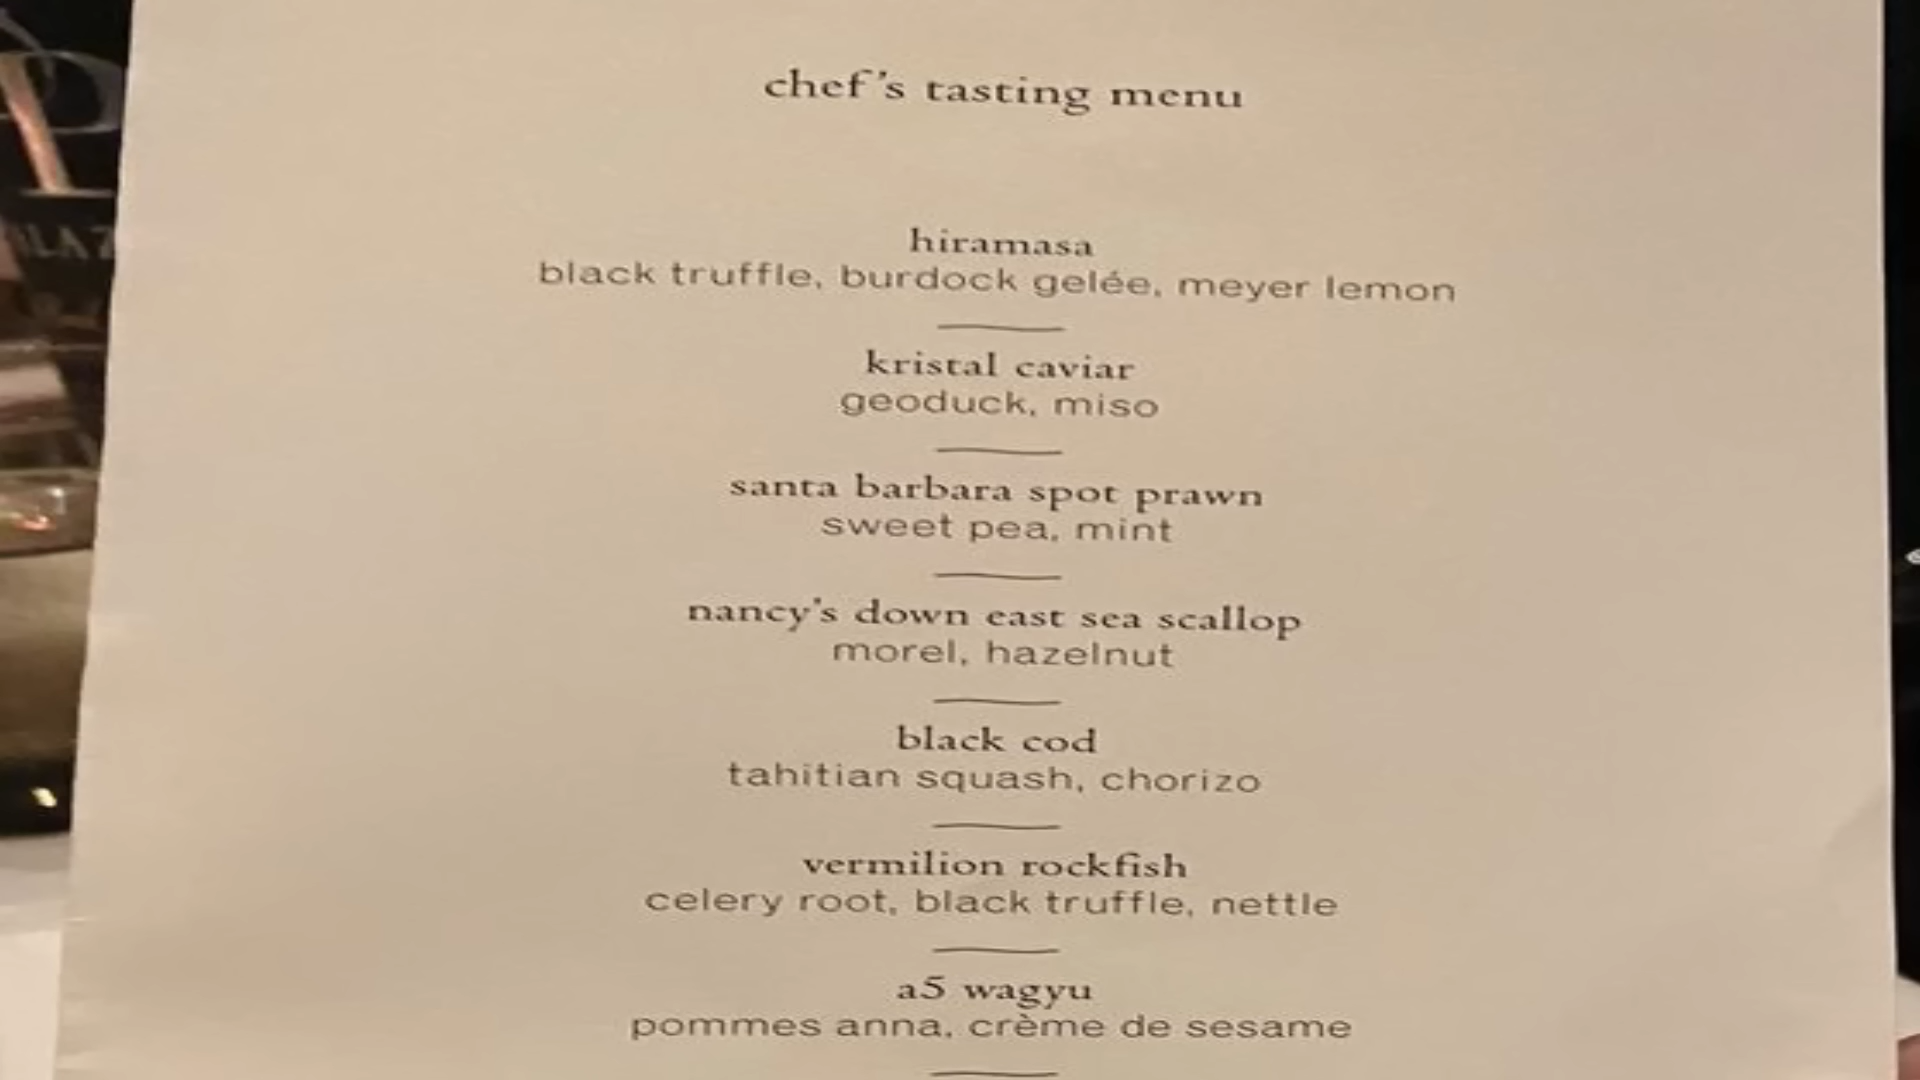 chef's tasting menu
hiramasa
black truffle, burdock gelée, meyer lemon
kristal caviar
geoduck, miso
santa barbara spot prawn
sweet pea, mint
nancy's down east sea scallop
morel, hazelnut
black cod
tahitian squash, chorizo
vermilion rockfish
celery root, black truffle, nettle
a5 wagyu
pommes anna, crème de sesame